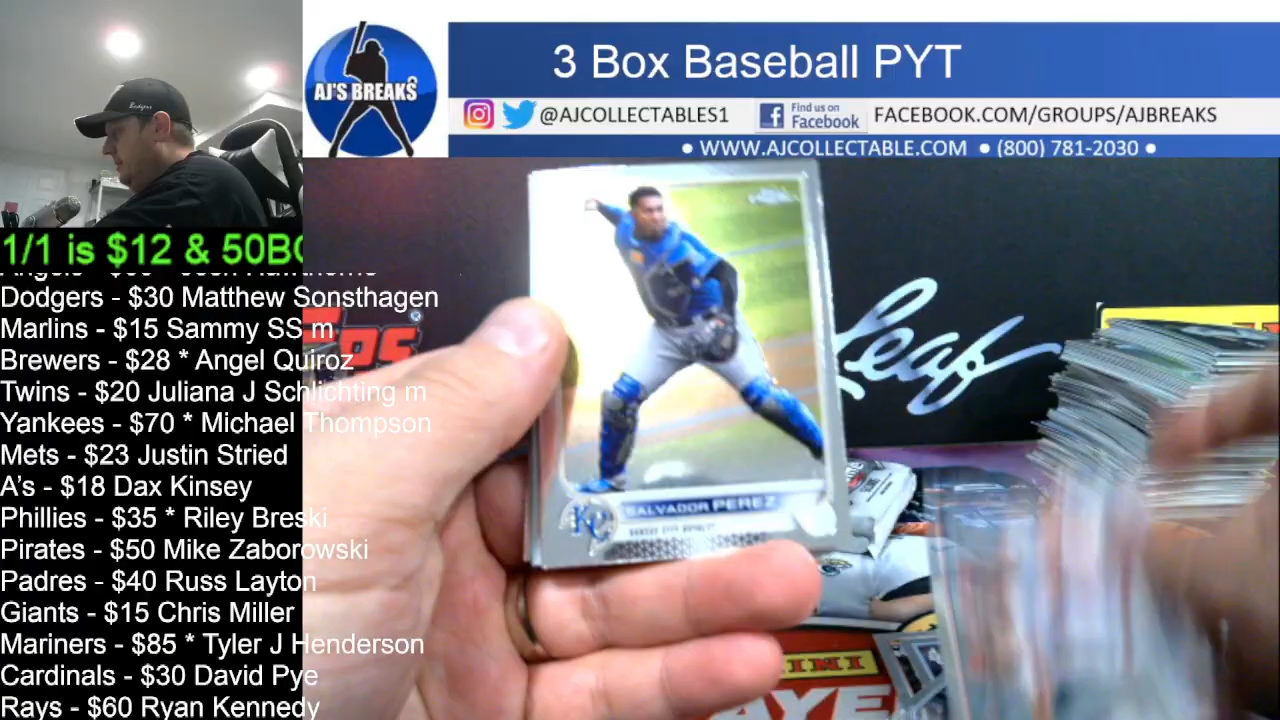 3 Box Baseball PYT
AJ'S BREAKS
@AJCOLLECTABLES1
Find us on
Facebook
FACEBOOK.COM/GROUPS/AJBREAKS
• WWW.AJCOLLECTABLE.COM • (800) 781-2030 •
1/1 is $12 & 50BO
Dodgers - $30 Matthew Sonsthagen
Marlins - $15 Sammy SS m
Brewers - $28 * Angel Quiroz
Twins - $20 Juliana J Schlichting m
Yankees - $70 * Michael Thompson
Mets - $23 Justin Stried
A's - $18 Dax Kinsey
Phillies - $35 * Riley Breski
Pirates - $50 Mike Zaborowski
Padres - $40 Russ Layton
Giants - $15 Chris Miller
Mariners - $85 * Tyler J Henderson
Cardinals - $30 David Pye
Rays - $60 Ryan Kennedy
SALVADOR PEREZ
KC
Leaf